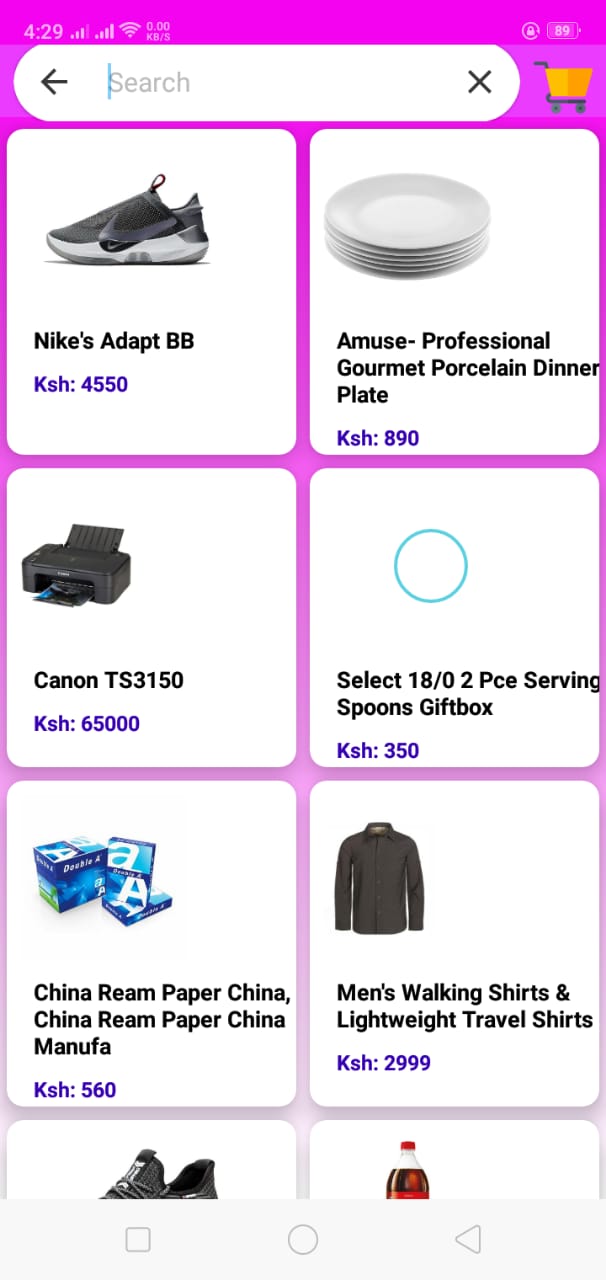 4:29
0.00
KB/S
89
Search
Nike's Adapt BB
Ksh: 4550
Amuse- Professional
Gourmet Porcelain Dinner
Plate
Ksh: 890
Canon TS3150
Ksh: 65000
Select 18/0 2 Pce Serving
Spoons Giftbox
Ksh: 350
Double A
a
A
Double A
China Ream Paper China,
China Ream Paper China
Manufa
Ksh: 560
Men's Walking Shirts &
Lightweight Travel Shirts
Ksh: 2999